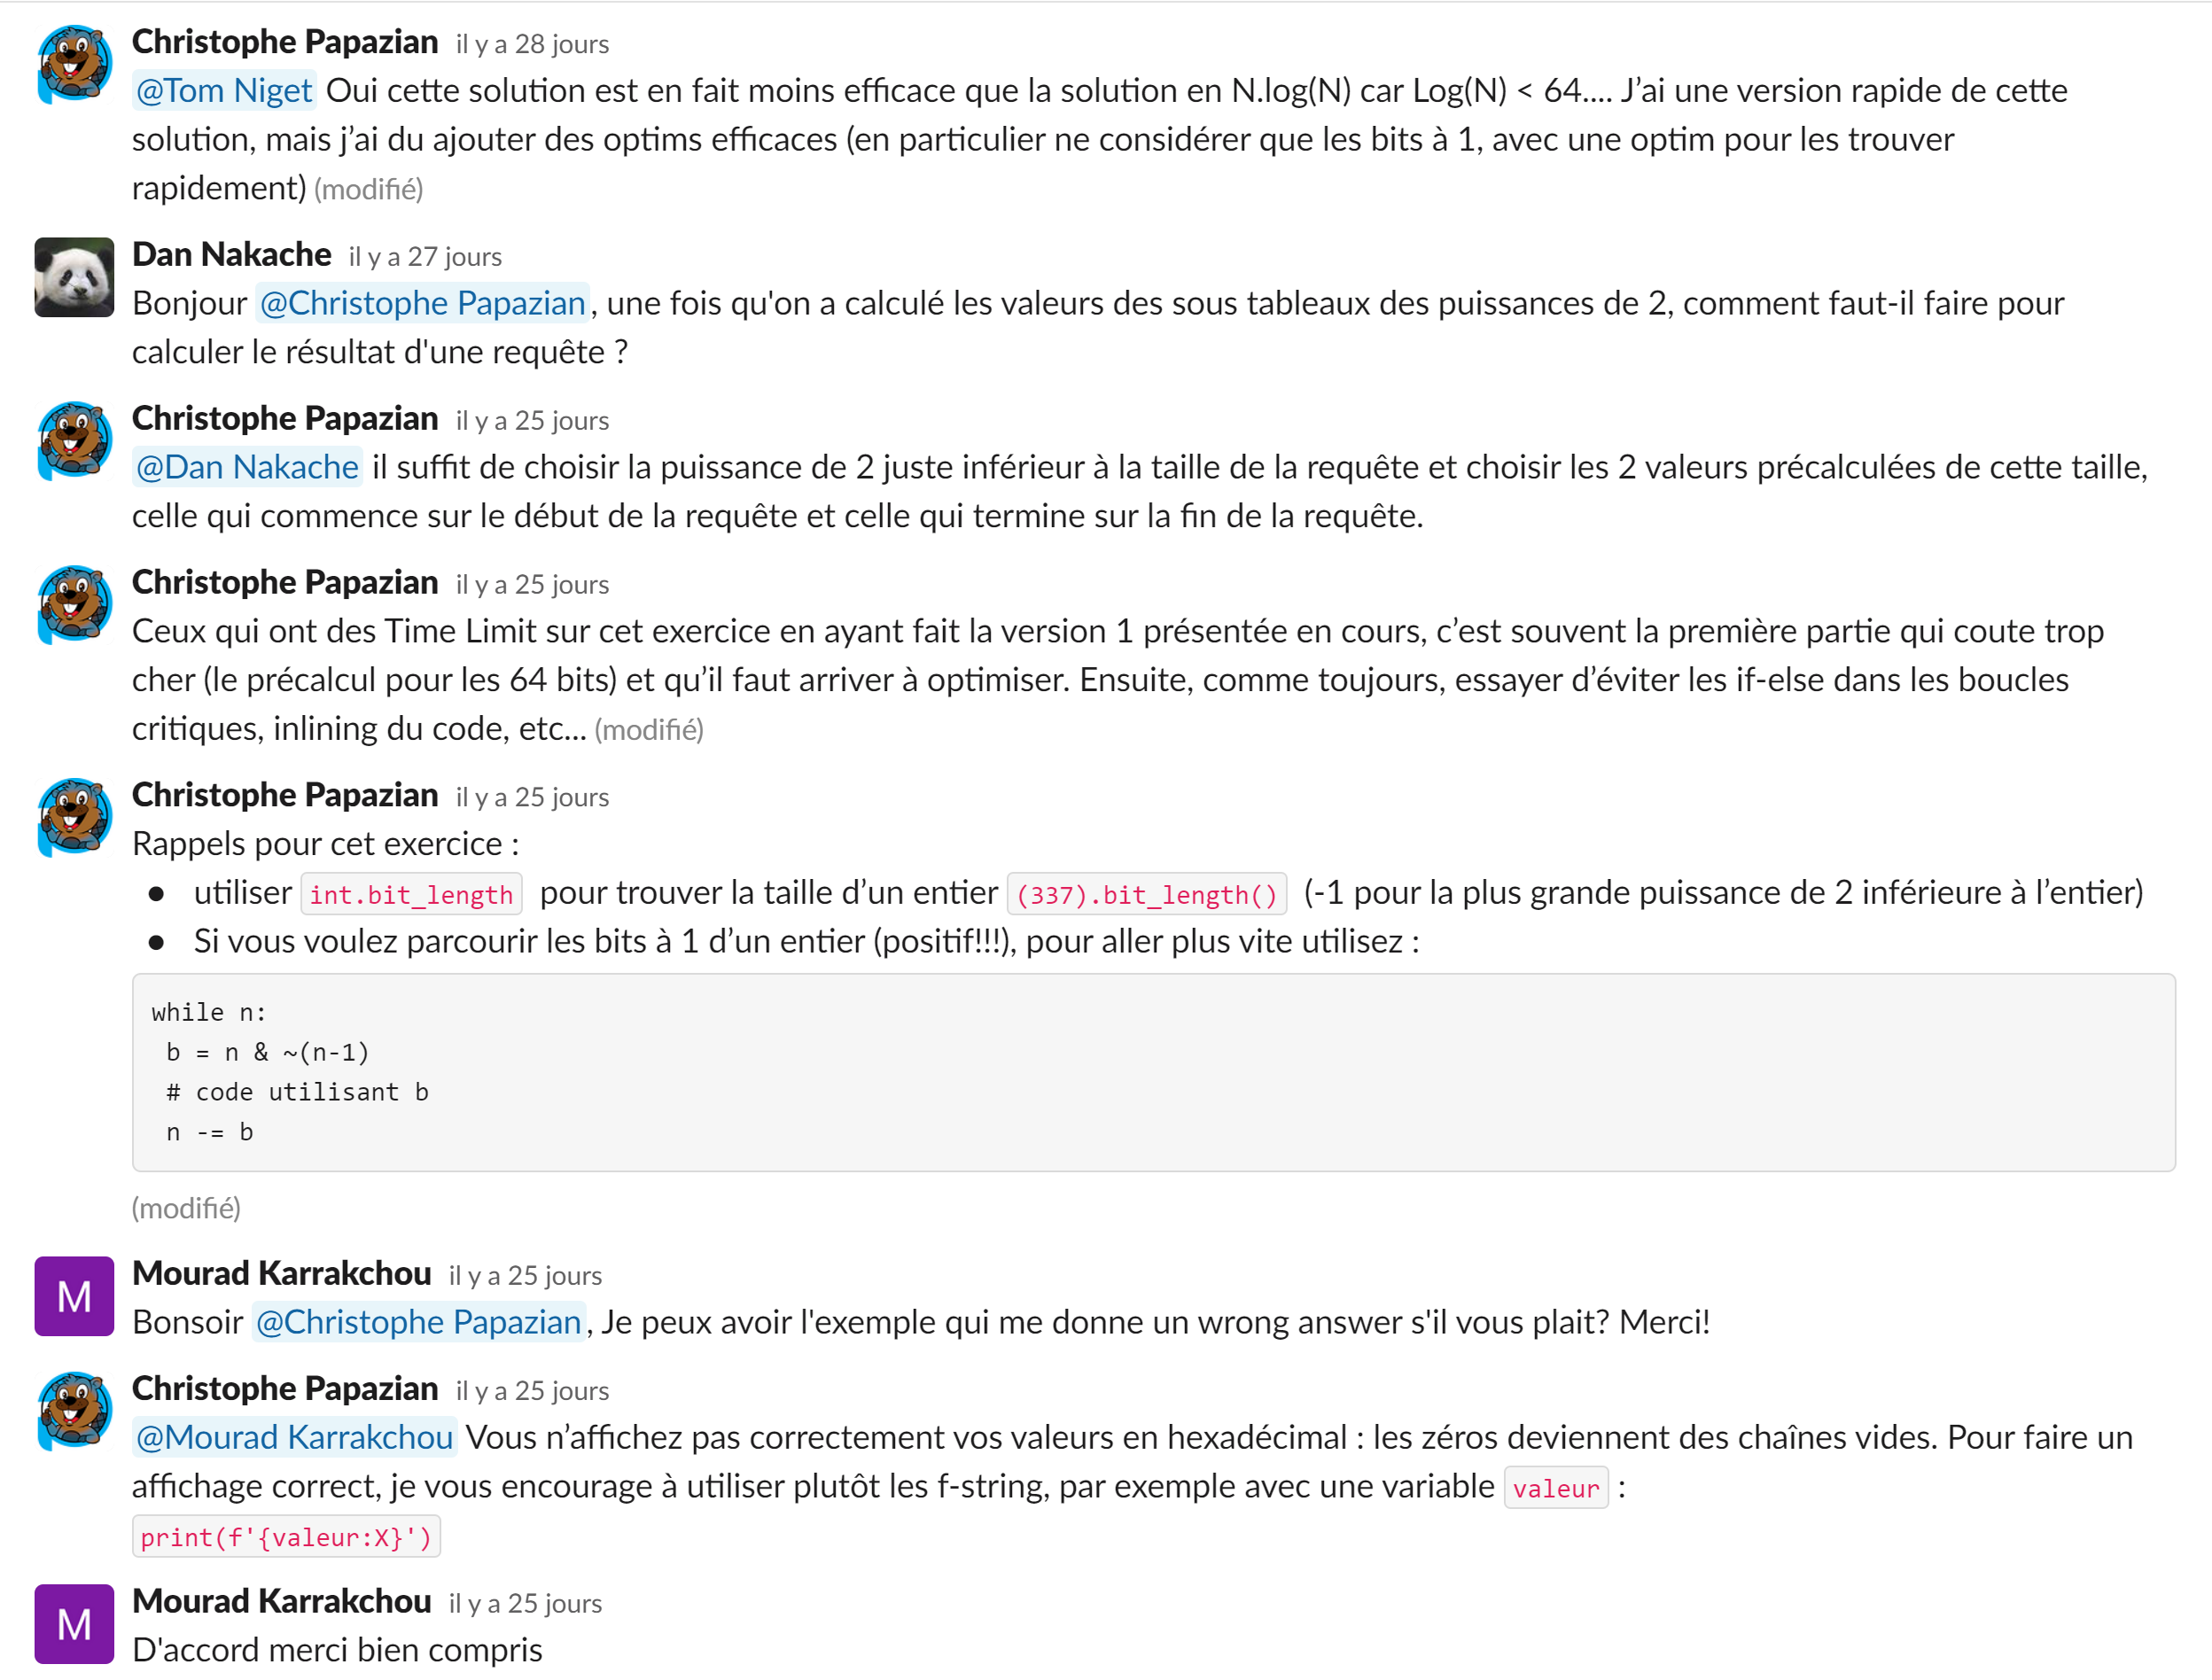 Christophe Papazian il y a 28 jours
@Tom Niget Oui cette solution est en fait moins efficace que la solution en N.log(N) car Log(N) < 64.... J’ai une version rapide de cette
solution, mais j’ai du ajouter des optims efficaces (en particulier ne considérer que les bits à 1, avec une optim pour les trouver
rapidement) (modifié)
Dan Nakache il y a 27 jours
Bonjour @Christophe Papazian, une fois qu'on a calculé les valeurs des sous tableaux des puissances de 2, comment faut-il faire pour
calculer le résultat d'une requête ?
Christophe Papazian il y a 25 jours
@Dan Nakache il suffit de choisir la puissance de 2 juste inférieur à la taille de la requête et choisir les 2 valeurs précalculées de cette taille,
celle qui commence sur le début de la requête et celle qui termine sur la fin de la requête.
Christophe Papazian il y a 25 jours
Ceux qui ont des Time Limit sur cet exercice en ayant fait la version 1 présentée en cours, c’est souvent la première partie qui coute trop
cher (le précalcul pour les 64 bits) et qu’il faut arriver à optimiser. Ensuite, comme toujours, essayer d’éviter les if-else dans les boucles
critiques, inlining du code, etc... (modifié)
Christophe Papazian il y a 25 jours
Rappels pour cet exercice :
• utiliser int.bit_length pour trouver la taille d’un entier (337).bit_length() (-1 pour la plus grande puissance de 2 inférieure à l’entier)
• Si vous voulez parcourir les bits à 1 d’un entier (positif!!!), pour aller plus vite utilisez :
while n:
 b = n & ~(n-1)
 # code utilisant b
 n -= b
(modifié)
M
Mourad Karrakchou il y a 25 jours
Bonsoir @Christophe Papazian, Je peux avoir l'exemple qui me donne un wrong answer s'il vous plait? Merci!
Christophe Papazian il y a 25 jours
@Mourad Karrakchou Vous n’affichez pas correctement vos valeurs en hexadécimal : les zéros deviennent des chaînes vides. Pour faire un
affichage correct, je vous encourage à utiliser plutôt les f-string, par exemple avec une variable valeur :
print(f'{valeur:X}')
M
Mourad Karrakchou il y a 25 jours
D'accord merci bien compris